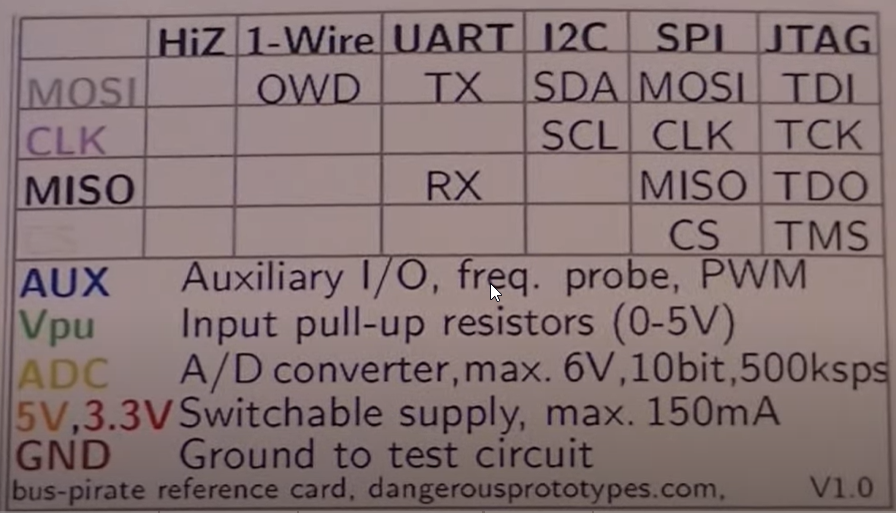 HiZ 1-Wire UART I2C SPI JTAG
MOSI OWD TX SDA MOSI TDI
CLK SCL CLK TCK
MISO RX MISO TDO
CS CS TMS
AUX Auxiliary I/O, freq. probe, PWM
Vpu Input pull-up resistors (0-5V)
ADC A/D converter,max. 6V,10bit,500ksps
5V,3.3V Switchable supply, max. 150mA
GND Ground to test circuit
bus-pirate reference card, dangerousprototypes.com, V1.0